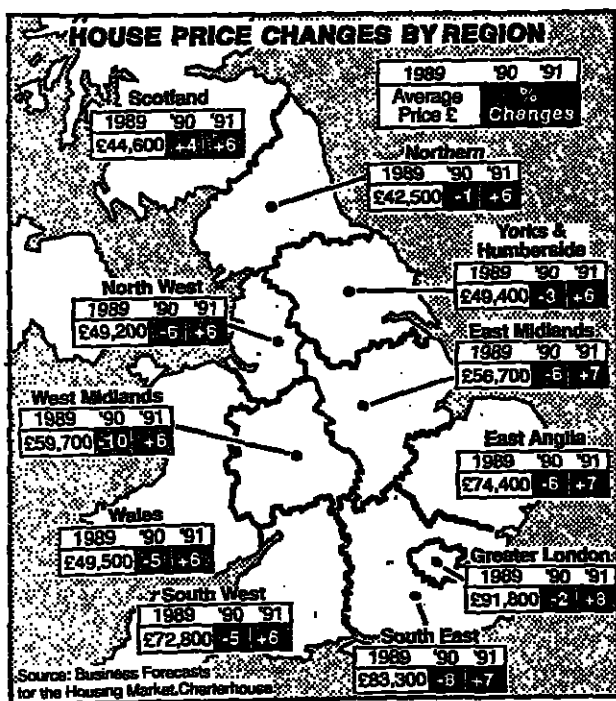 HOUSE PRICE CHANGES BY REGION
1989 '90 '91
Average Price £
% Changes
Scotland
1989 '90 '91
£44,600 +4 +6
Northern
1989 '90 '91
£42,500 -1 +6
Yorks &
Humberside
1989 '90 '91
£49,400 -3 +6
North West
1989 '90 '91
£49,200 +6
East Midlands
1989 '90 '91
£56,700 +7
West Midlands
1989 '90 '91
£59,700 -10 +6
East Anglia
1989 '90 '91
£74,400 +7
Wales
1989 '90 '91
£49,500 -5 +6
Greater London
1989 '90 '91
£91,800 -2
South West
1989 '90 '91
£72,800 -5 +6
South East
1989 '90 '91
£83,300 +7
Source: Business Forecasts
for the Housing Market.Charterhouse